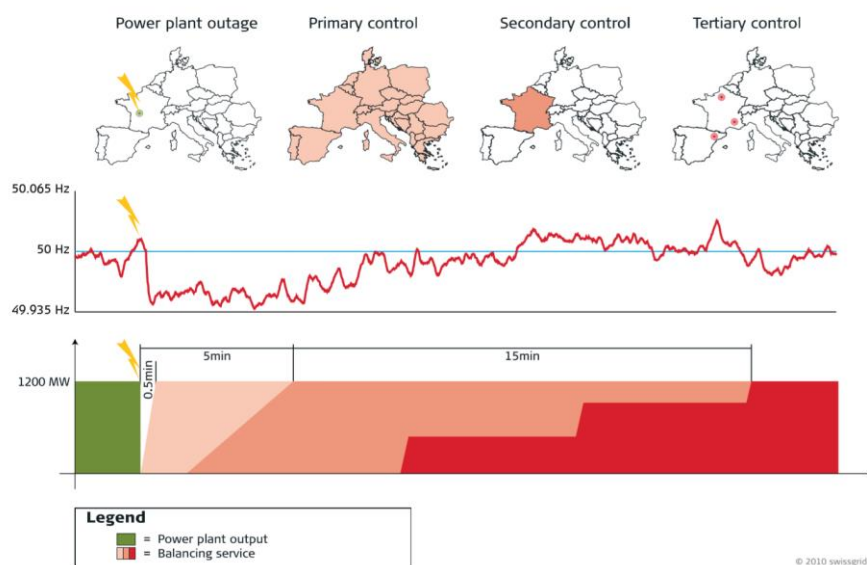 Power plant outage Primary control Secondary control Tertiary control
50.065 Hz
50 Hz
49.935 Hz
5min 15min
0.5min
1200 MW
Legend
= Power plant output
= Balancing service
© 2010 swissgrid